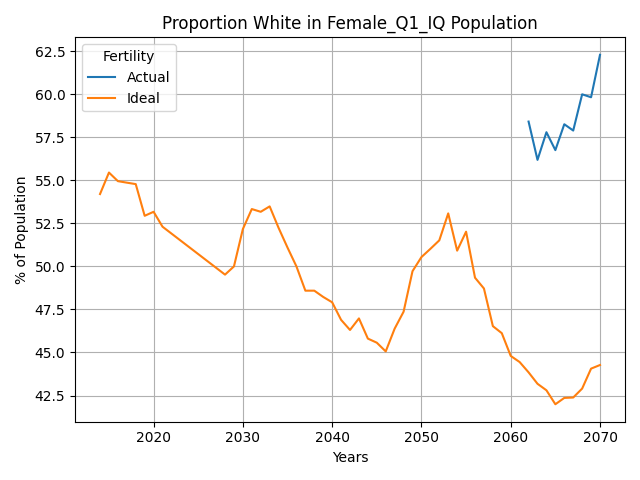 Proportion White in Female_Q1_IQ Population
Fertility
Actual
Ideal
% of Population
62.5
60.0
57.5
55.0
52.5
50.0
47.5
45.0
42.5
2020 2030 2040 2050 2060 2070
Years